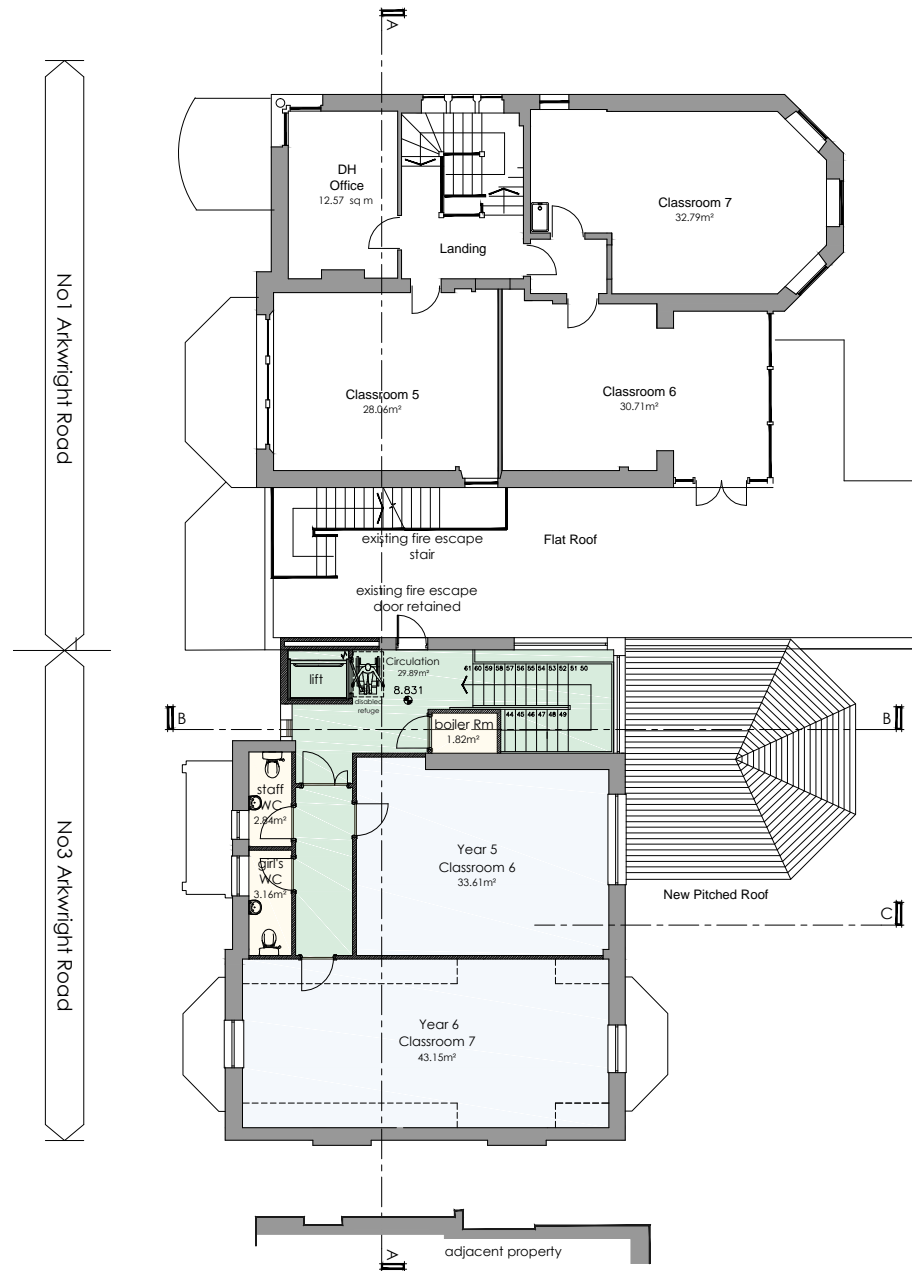 A
DH
Office
12.57 sq m
Classroom 7
32.79m²
Landing
No1 Arkwright Road
Classroom 5
28.06m²
Classroom 6
30.71m²
existing fire escape
stair
Flat Roof
existing fire escape
door retained
Circulation
29.89m²
lift
disabled
refuge
8.831
61 60 59 58 57 56 55 54 53 52 51 50
44 45 46 47 48 49
B
boiler Rm
1.82m²
B
staff
WC
2.84m²
girl's
WC
3.16m²
Year 5
Classroom 6
33.61m²
New Pitched Roof
C
No3 Arkwright Road
Year 6
Classroom 7
43.15m²
adjacent property
A